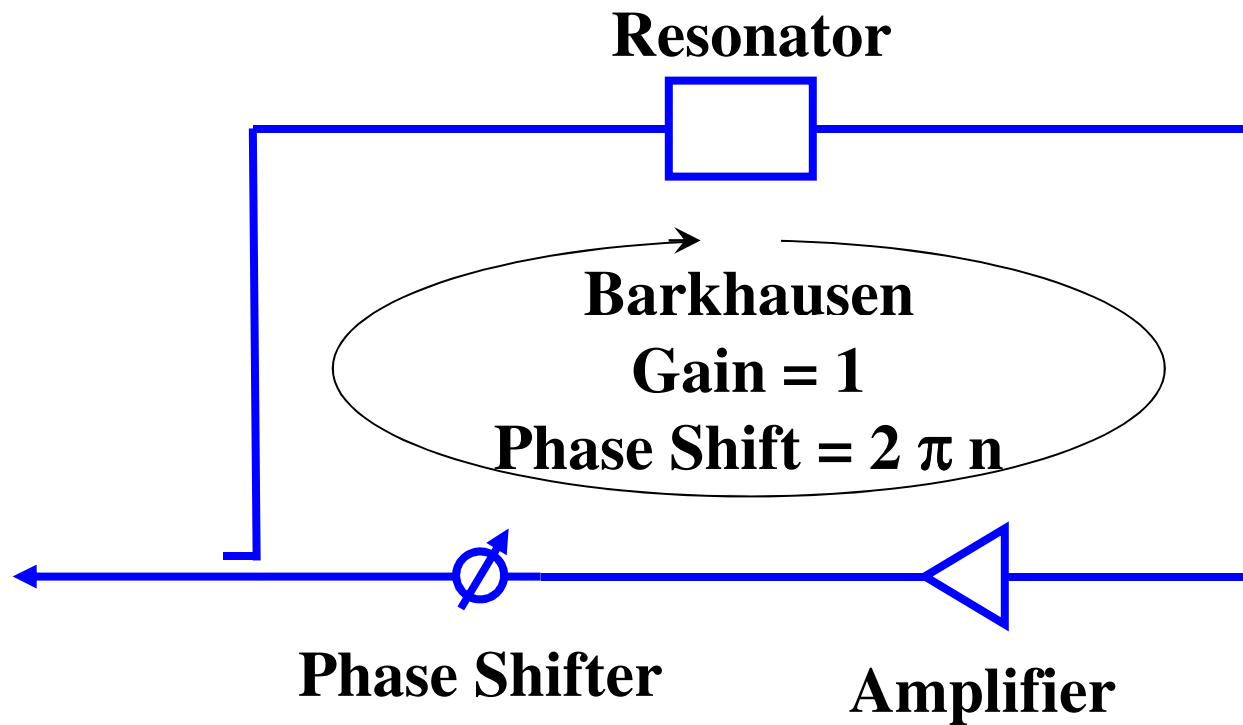 Resonator
Barkhausen
Gain = 1
Phase Shift = 2 π n
Phase Shifter
Amplifier